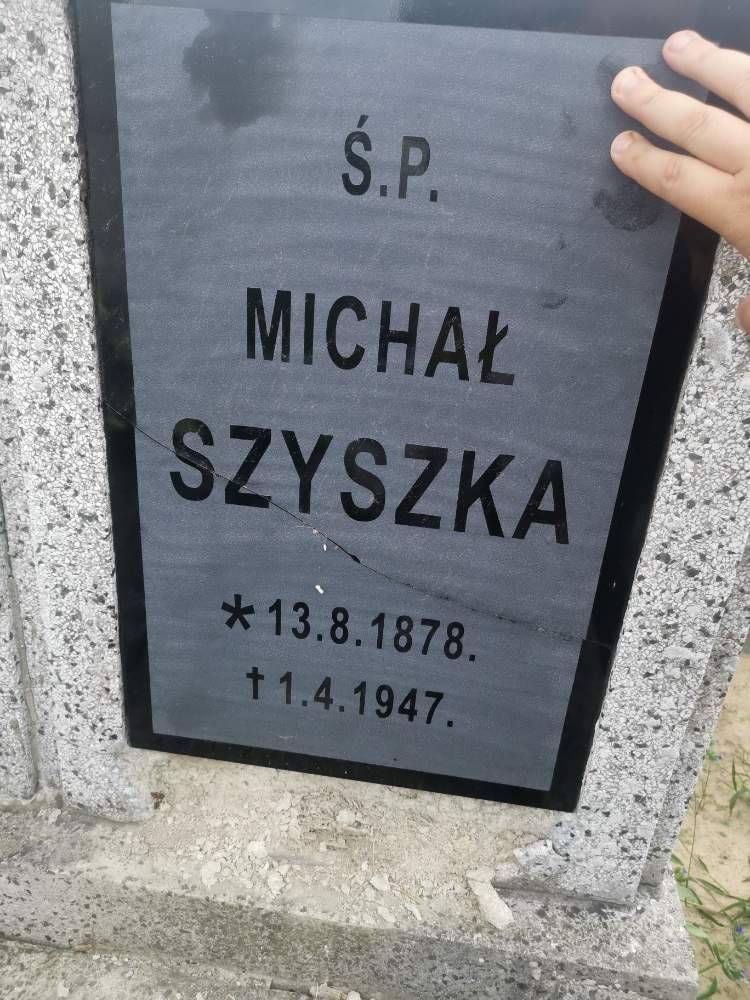 Ś.P.
MICHAŁ
SZYSZKA
* 13.8.1878.
† 1.4.1947.